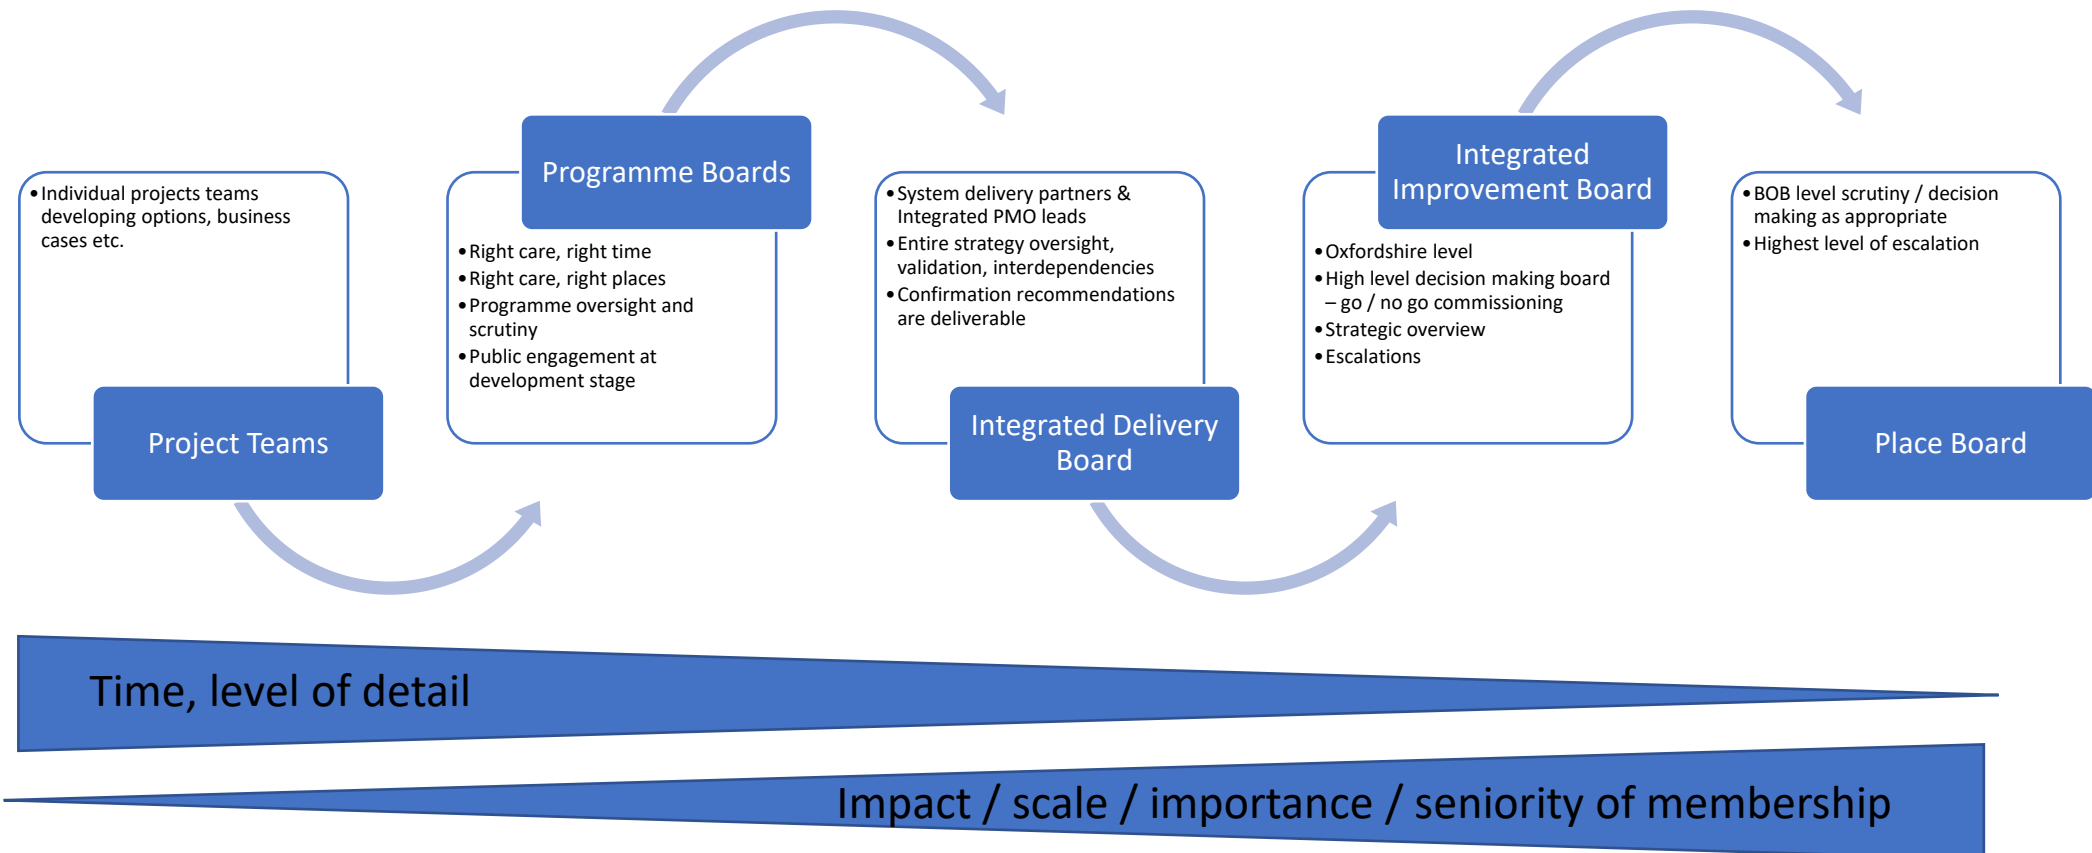 •Individual projects teams
developing options, business
cases etc.
Project Teams
Programme Boards
•Right care, right time
•Right care, right places
•Programme oversight and
scrutiny
•Public engagement at
development stage
•System delivery partners &
Integrated PMO leads
•Entire strategy oversight,
validation, interdependencies
•Confirmation recommendations
are deliverable
Integrated Delivery
Board
Integrated
Improvement Board
•Oxfordshire level
•High level decision making board
– go / no go commissioning
•Strategic overview
•Escalations
•BOB level scrutiny / decision
making as appropriate
•Highest level of escalation
Place Board
Time, level of detail
Impact / scale / importance / seniority of membership